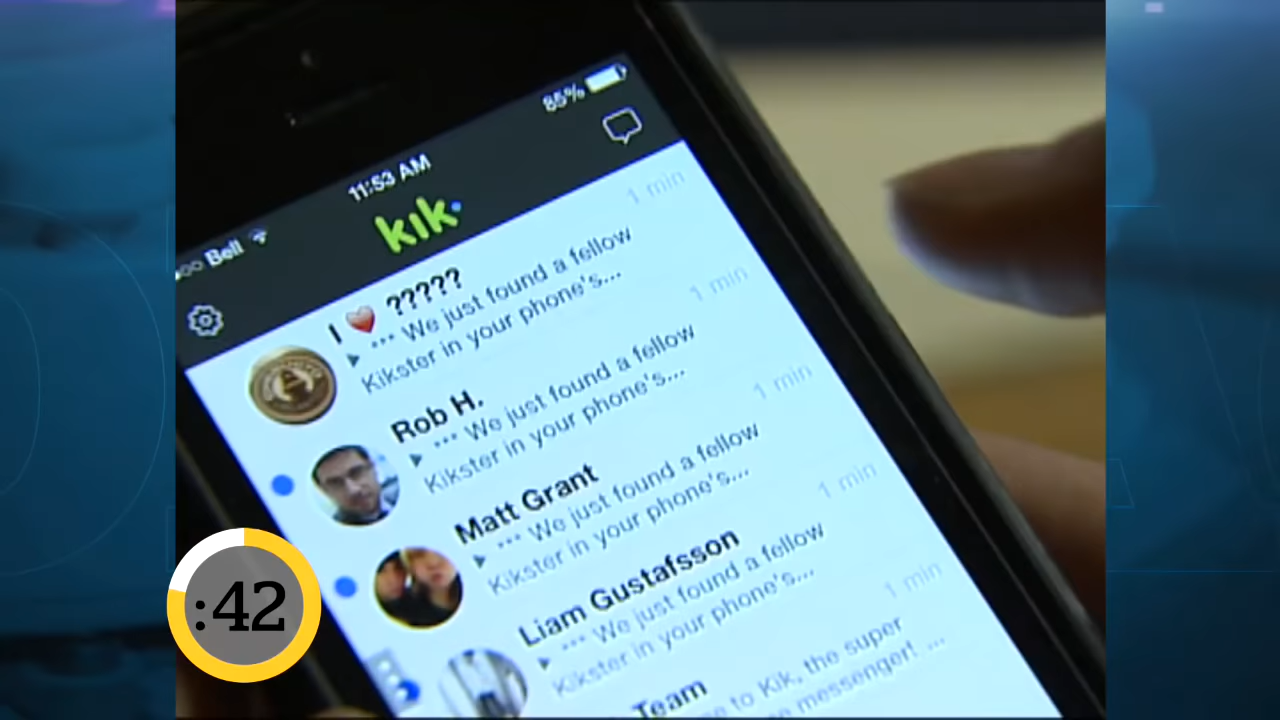 85%
11:53 AM
Bell
kik.
I ❤️ ?????
1 min
... We just found a fellow
Kikster in your phone's...
Rob H.
1 min
... We just found a fellow
Kikster in your phone's...
Matt Grant
1 min
... We just found a fellow
Kikster in your phone's...
Liam Gustafsson
1 min
... We just found a fellow
Kikster in your phone's...
Team
1 min
to Kik, the super
messenger! ...
:42